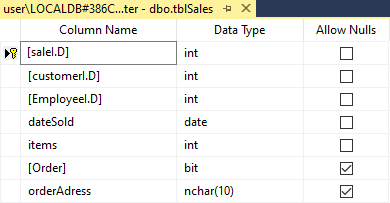 user\LOCALDB#386C...ter - dbo.tblSales
Column Name Data Type Allow Nulls
[saleI.D] int
[customerI.D] int
[EmployeeI.D] int
dateSold date
items int
[Order] bit
orderAdress nchar(10)